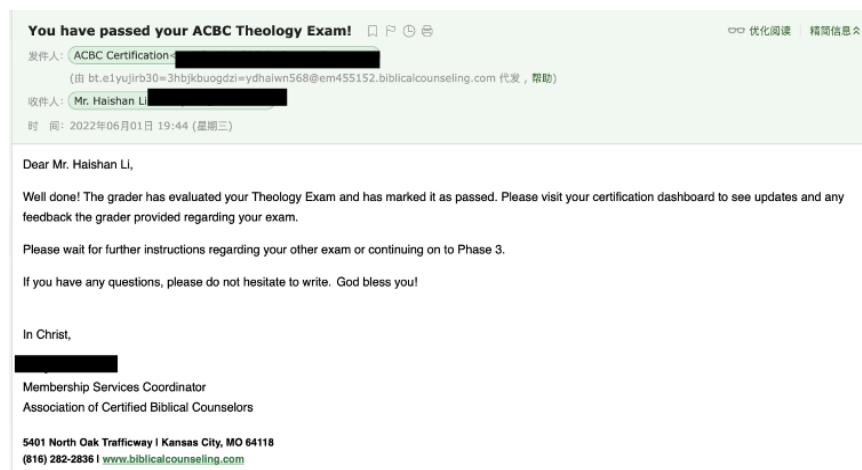 You have passed your ACBC Theology Exam!
优化阅读 精简信息
发件人： ACBC Certification<
(由 bt.e1yujirb30=3hbjkbuogdzi=ydhaiwn568@em455152.biblicalcounseling.com 代发，帮助)
收件人： Mr. Haishan Li
时 间： 2022年06月01日 19:44 (星期三)
Dear Mr. Haishan Li,
Well done! The grader has evaluated your Theology Exam and has marked it as passed. Please visit your certification dashboard to see updates and any
feedback the grader provided regarding your exam.
Please wait for further instructions regarding your other exam or continuing on to Phase 3.
If you have any questions, please do not hesitate to write. God bless you!
In Christ,
Membership Services Coordinator
Association of Certified Biblical Counselors
5401 North Oak Trafficway I Kansas City, MO 64118
(816) 282-2836 I www.biblicalcounseling.com